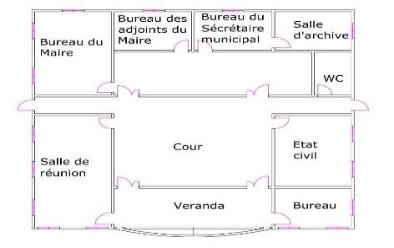 Bureau du
Maire
Bureau des
adjoints du
Maire
Bureau du
Sécrétaire
municipal
Salle
d'archive
WC
Salle de
réunion
Cour
Etat
civil
Veranda
Bureau